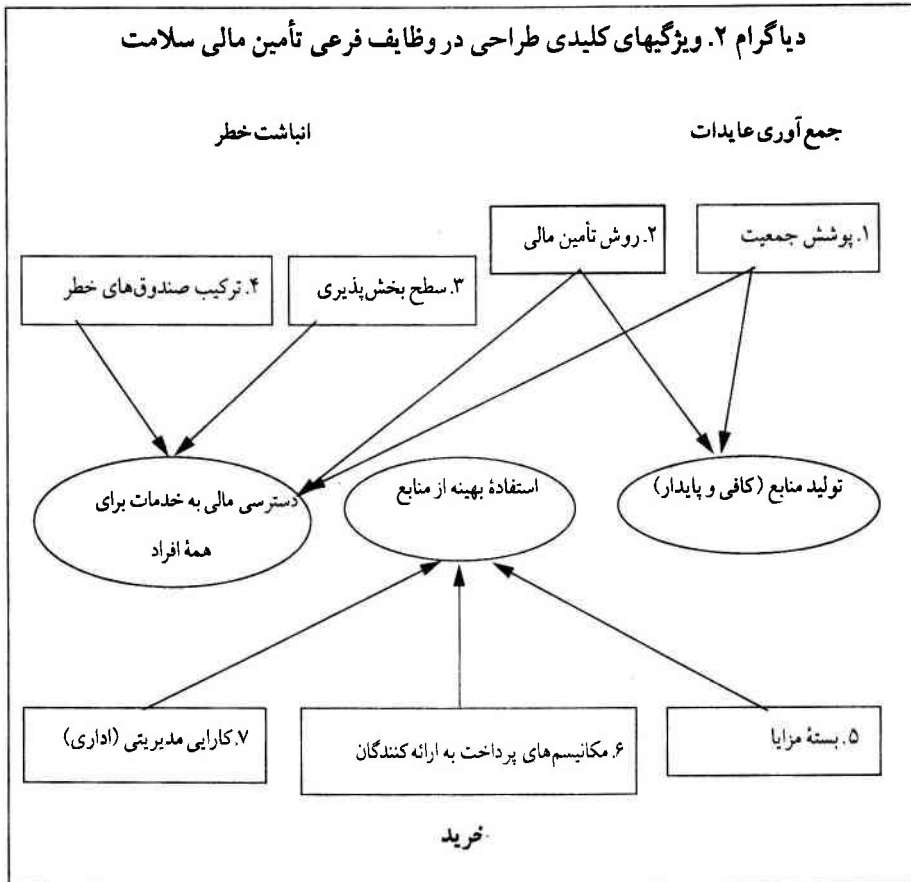 دیاگرام ۲. ویژگیهای کلیدی طراحی در وظایف فرعی تأمین مالی سلامت
جمع‌آوری عایدات
انباشت خطر
۱. پوشش جمعیت
۲. روش تأمین مالی
۳. سطح بخش‌پذیری
۴. ترکیب صندوق‌های خطر
تولید منابع (کافی و پایدار)
استفادهٔ بهینه از منابع
دسترسی مالی به خدمات برای
همهٔ افراد
۵. بستهٔ مزایا
۶. مکانیسم‌های پرداخت به ارائه‌کنندگان
۷. کارایی مدیریتی (اداری)
خرید